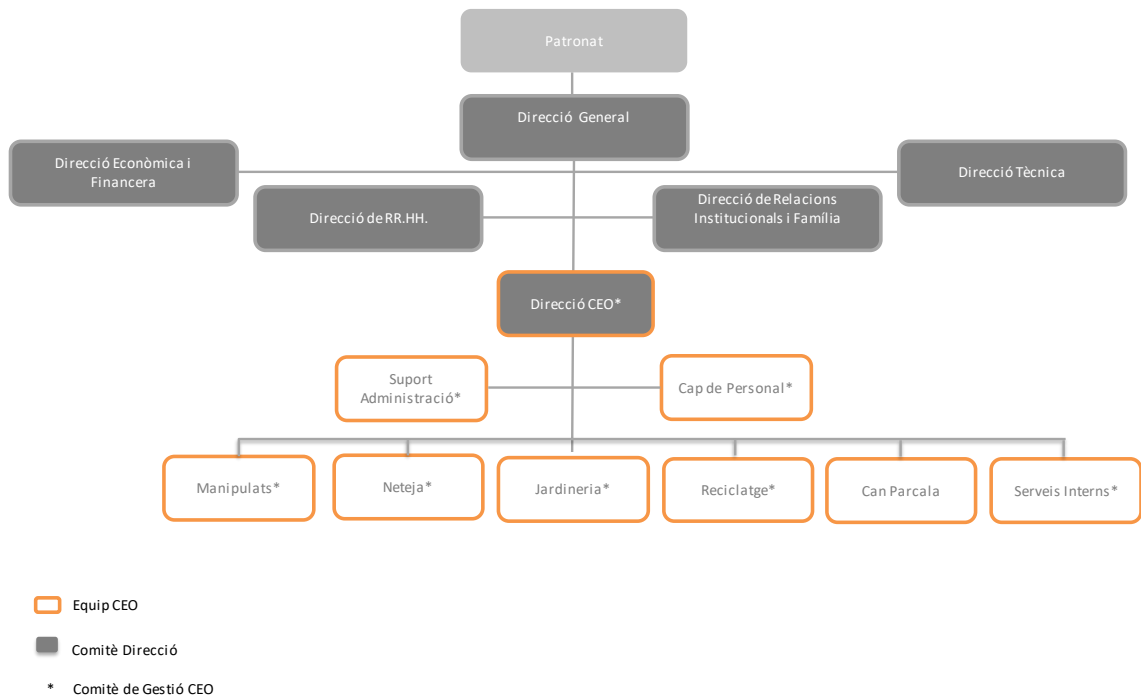 Patronat
Direcció General
Direcció Econòmica i
Financera
Direcció Tècnica
Direcció de RR.HH.
Direcció de Relacions
Institucionals i Família
Direcció CEO*
Suport
Administració*
Cap de Personal*
Manipulats*
Neteja*
Jardineria*
Reciclatge*
Can Parcala
Serveis Interns*
Equip CEO
Comitè Direcció
* Comitè de Gestió CEO